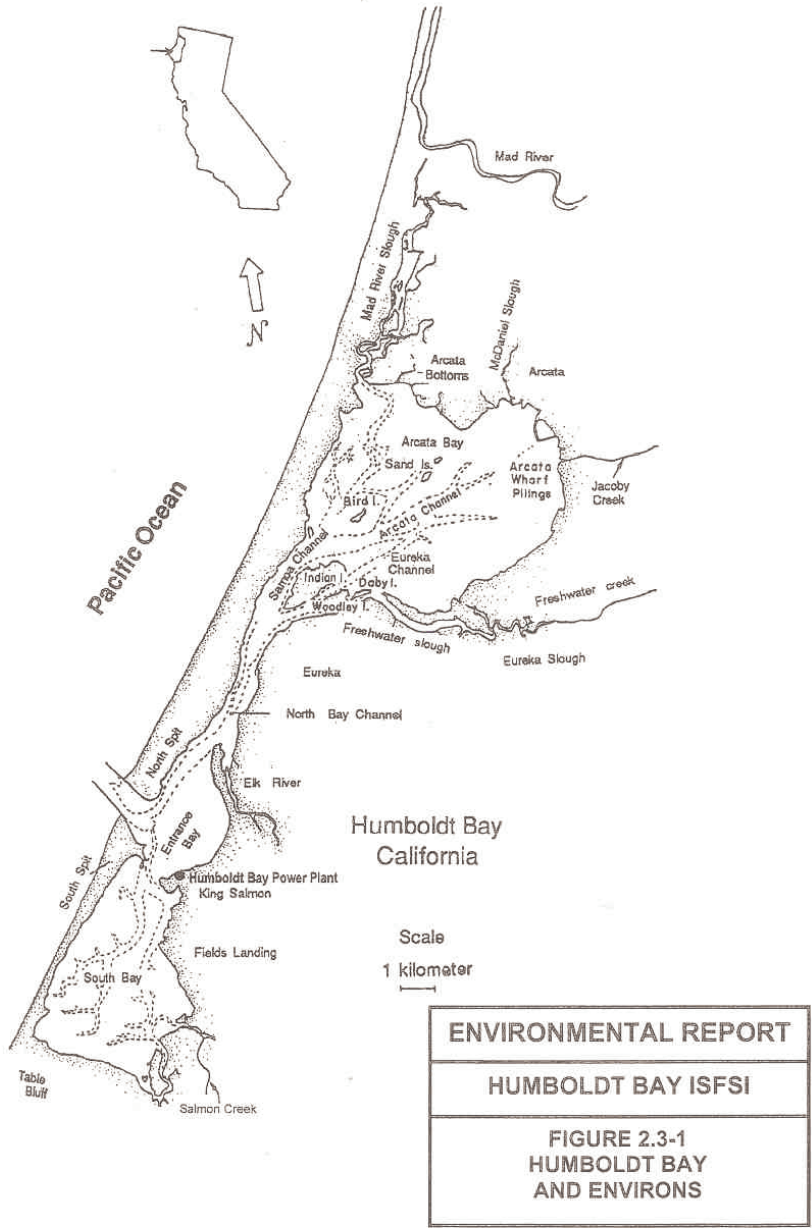 Mad River
Mad River Slough
McDaniel Slough
Arcata
Bottoms
Arcata
Arcata Bay
Sand Is.
Arcata
Wharf
Pilings
Jacoby
Creek
Bird I.
Arcata Channel
Pacific Ocean
Samoa Channel
Eureka
Channel
Indian I.
Daby I.
Woodley I.
Freshwater creek
Freshwater slough
Eureka Slough
Eureka
North Bay Channel
North Spit
Elk River
Entrance
Bay
Humboldt Bay
California
South Spit
Humboldt Bay Power Plant
King Salmon
Scale
1 kilometer
Fields Landing
South Bay
Table
Bluff
Salmon Creek
N
ENVIRONMENTAL REPORT
HUMBOLDT BAY ISFSI
FIGURE 2.3-1
HUMBOLDT BAY
AND ENVIRONS